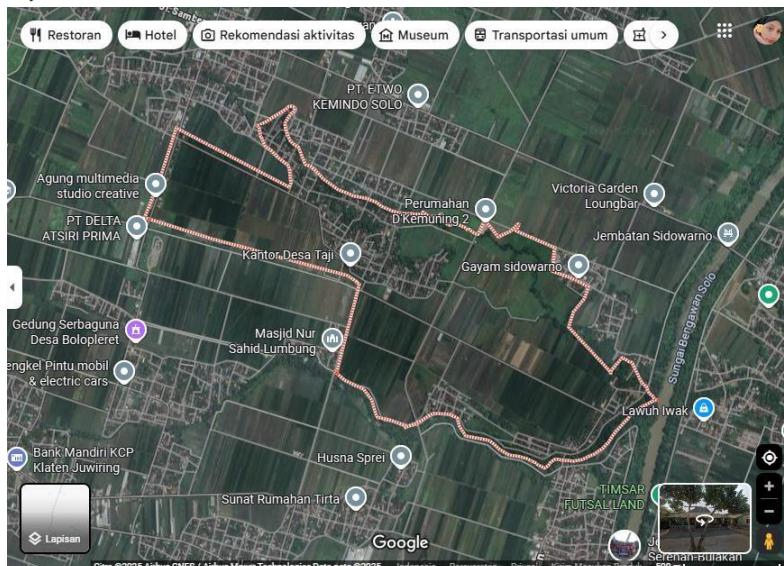 Restoran
Hotel
Rekomendasi aktivitas
Museum
Transportasi umum
PT. ETWO
KEMINDO SOLO
Agung multimedia
studio creative
Perumahan
D'Kemuning 2
Victoria Garden
Loungbar
PT DELTA
ATSIRI PRIMA
Jembatan Sidowarno
Kantor Desa Taji
Gayam sidowarno
Sungai Bengawan Solo
Gedung Serbaguna
Desa Bolopleret
Masjid Nur
Sahid Lumbung
engkel Pintu mobil
& electric cars
Lawuh Iwak
Bank Mandiri KCP
Klaten Juwiring
Husna Sprei
Sunat Rumahan Tirta
TIMSAR
FUTSAL LAND
Lapisan
Google
Serenan-Bulakan